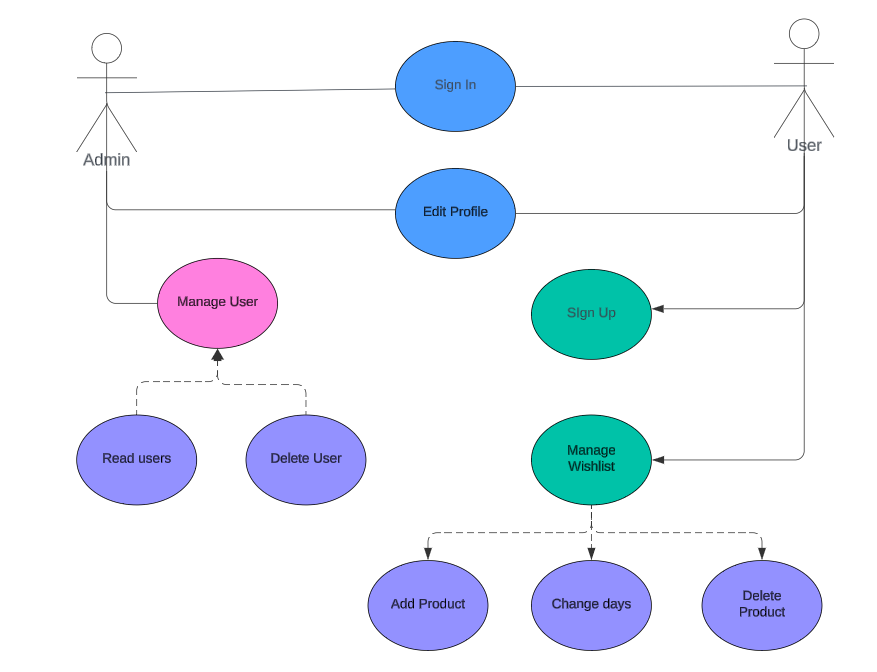 Sign In
Admin
User
Edit Profile
Manage User
SIgn Up
Read users
Delete User
Manage
Wishlist
Add Product
Change days
Delete
Product